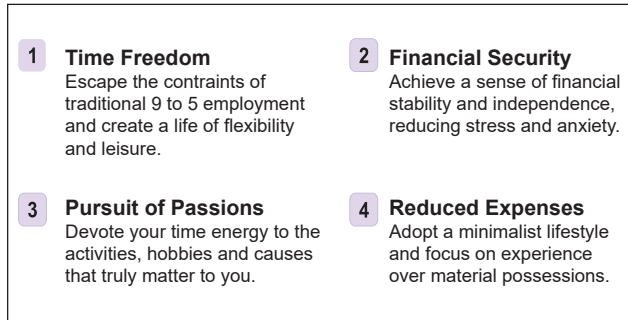 1 Time Freedom
Escape the contraints of
traditional 9 to 5 employment
and create a life of flexibility
and leisure.
2 Financial Security
Achieve a sense of financial
stability and independence,
reducing stress and anxiety.
3 Pursuit of Passions
Devote your time energy to the
activities, hobbies and causes
that truly matter to you.
4 Reduced Expenses
Adopt a minimalist lifestyle
and focus on experience
over material possessions.